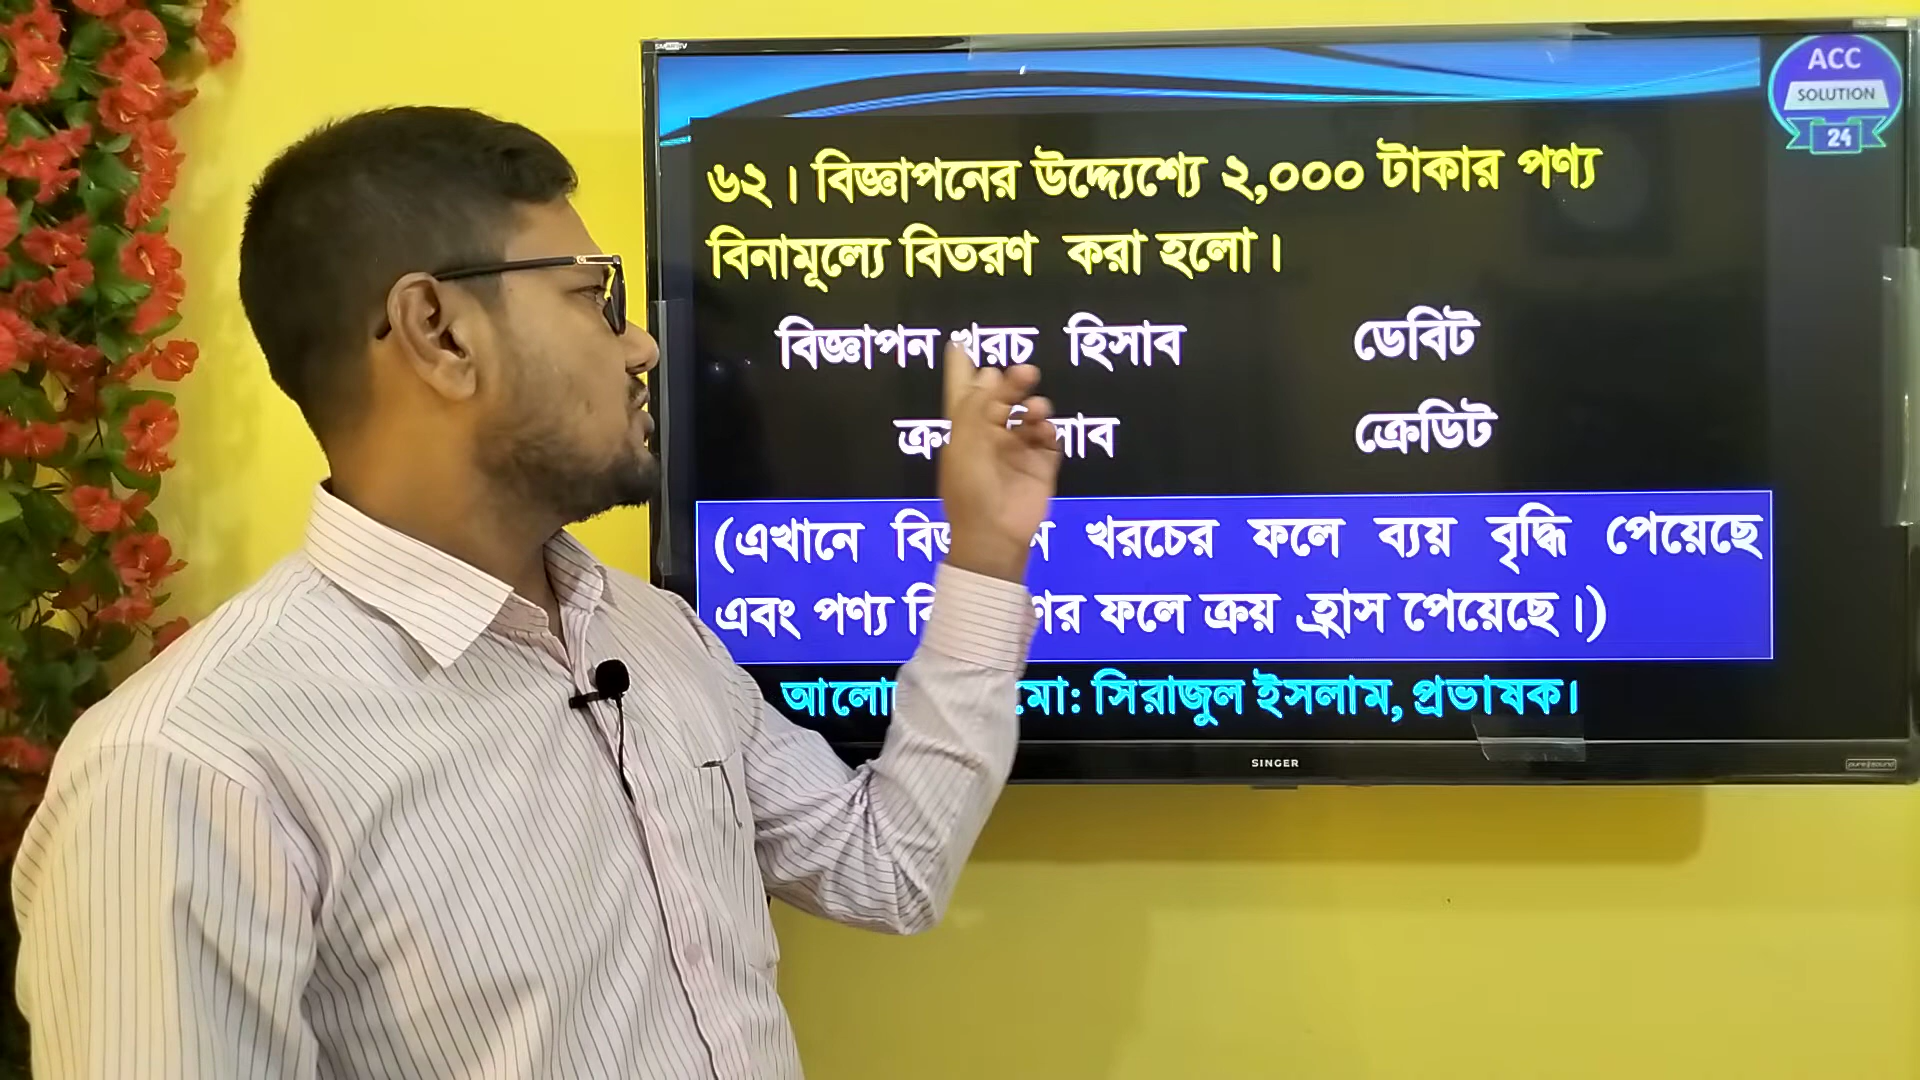 ACC
SOLUTION
24
৬২। বিজ্ঞাপনের উদ্দ্যেশ্যে ২,০০০ টাকার পণ্য
বিনামূল্যে বিতরণ করা হলো।
বিজ্ঞাপন খরচ হিসাব ডেবিট
ক্রেডিট
(এখানে খরচের ফলে ব্যয় বৃদ্ধি পেয়েছে
এবং পণ্য ফলে ক্রয় হ্রাস পেয়েছে।)
মো: সিরাজুল ইসলাম, প্রভাষক।
SINGER